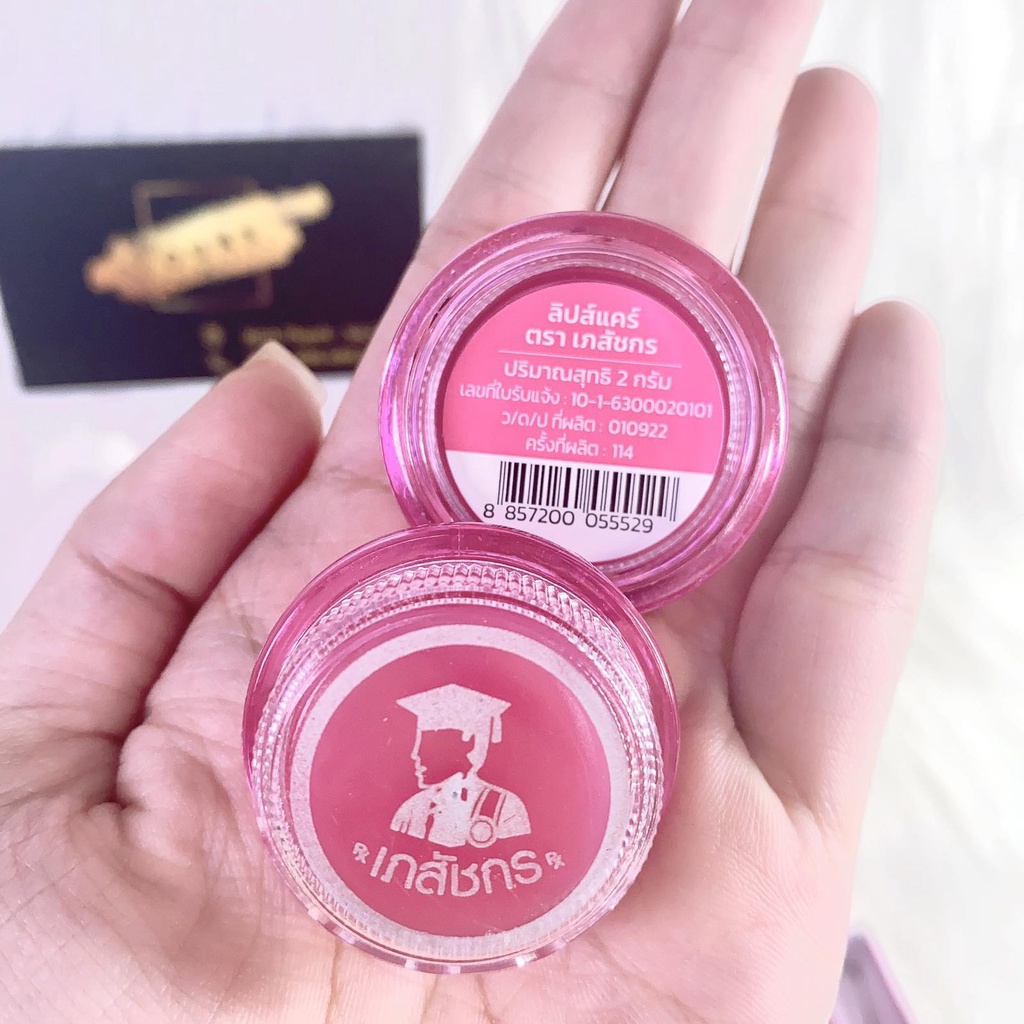 ลิปส์แคร์
ตรา เภสัชกร
ปริมาณสุทธิ 2 กรัม
เลขที่ใบรับแจ้ง : 10-1-6300020101
ว/ด/ป ที่ผลิต : 010922
ครั้งที่ผลิต : 114
8 857200 055529
℞เภสัชกร℞